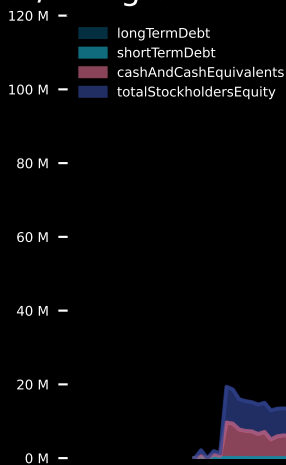 120 M
longTermDebt
shortTermDebt
100 M
cashAndCashEquivalents
totalStockholdersEquity
80 M
60 M
40 M
20 M
0 M